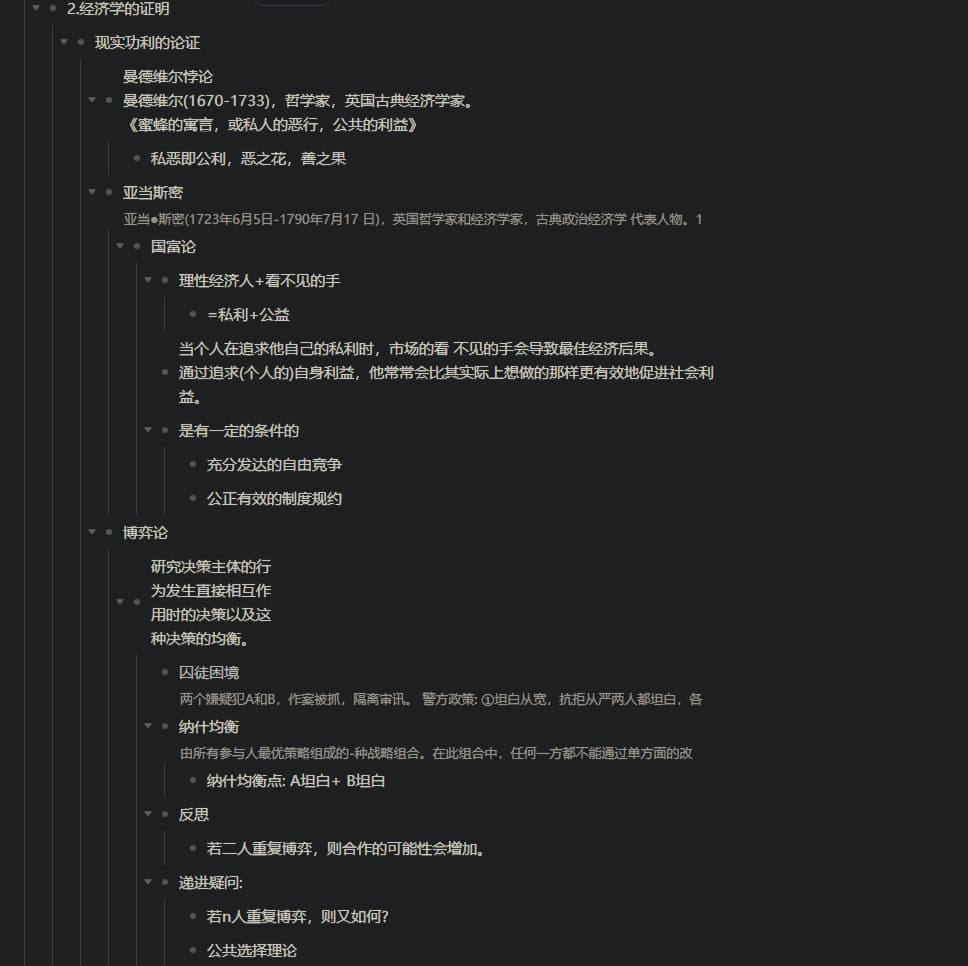 2.经济学的证明
现实功利的论证
曼德维尔悖论
曼德维尔(1670-1733)，哲学家，英国古典经济学家。
《蜜蜂的寓言，或私人的恶行，公共的利益》
私恶即公利，恶之花，善之果
亚当斯密
亚当●斯密(1723年6月5日-1790年7月17 日)，英国哲学家和经济学家，古典政治经济学 代表人物。1
国富论
理性经济人+看不见的手
=私利+公益
当个人在追求他自己的私利时，市场的看 不见的手会导致最佳经济后果。
通过追求(个人的)自身利益，他常常会比其实际上想做的那样更有效地促进社会利
益。
是有一定的条件的
充分发达的自由竞争
公正有效的制度规约
博弈论
研究决策主体的行
为发生直接相互作
用时的决策以及这
种决策的均衡。
囚徒困境
两个嫌疑犯A和B，作案被抓，隔离审讯。 警方政策: ①坦白从宽，抗拒从严两人都坦白，各
纳什均衡
由所有参与人最优策略组成的-种战略组合。在此组合中，任何一方都不能通过单方面的改
纳什均衡点: A坦白+ B坦白
反思
若二人重复博弈，则合作的可能性会增加。
递进疑问:
若n人重复博弈，则又如何?
公共选择理论